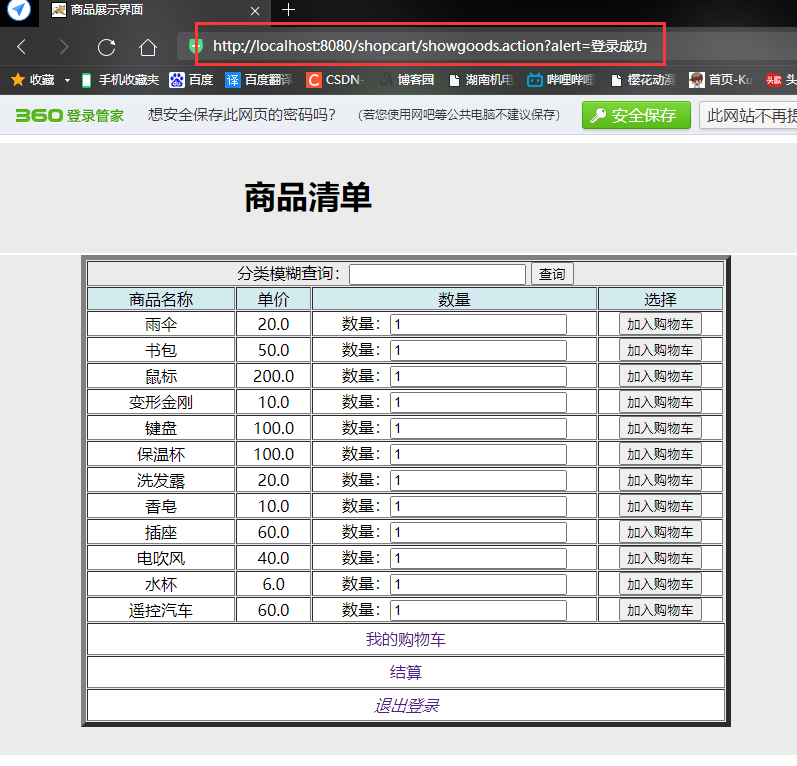 商品展示界面
http://localhost:8080/shopcart/showgoods.action?alert=登录成功
收藏 手机收藏夹 百度 译 百度翻译 C CSDN- 博客园 湖南机电 哔哩哔哩 樱花动漫 首页-Ku 头歌 头
360 登录管家 想安全保存此网页的密码吗? (若您使用网吧等公共电脑不建议保存) 安全保存 此网站不再提
商品清单
分类模糊查询: 查询
商品名称 单价 数量 选择
雨伞 20.0 数量: 1 加入购物车
书包 50.0 数量: 1 加入购物车
鼠标 200.0 数量: 1 加入购物车
变形金刚 10.0 数量: 1 加入购物车
键盘 100.0 数量: 1 加入购物车
保温杯 100.0 数量: 1 加入购物车
洗发露 20.0 数量: 1 加入购物车
香皂 10.0 数量: 1 加入购物车
插座 60.0 数量: 1 加入购物车
电吹风 40.0 数量: 1 加入购物车
水杯 6.0 数量: 1 加入购物车
遥控汽车 60.0 数量: 1 加入购物车
我的购物车
结算
退出登录